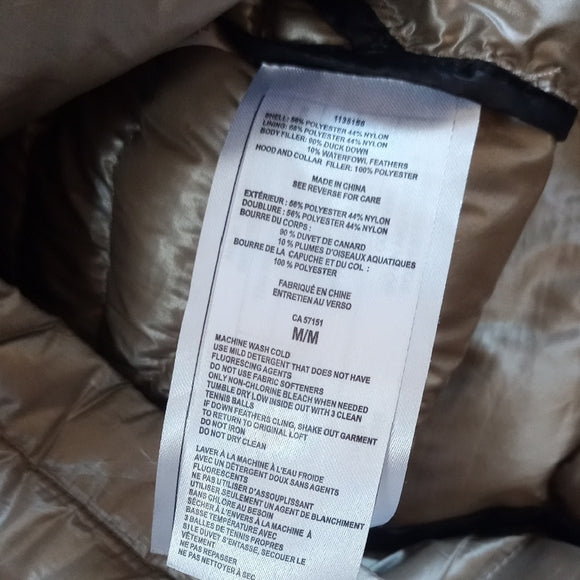 1138156
SHELL: 56% POLYESTER 44% NYLON
LINING: 56% POLYESTER 44% NYLON
BODY FILLER: 90% DUCK DOWN
10% WATERFOWL FEATHERS
HOOD AND COLLAR FILLER: 100% POLYESTER
MADE IN CHINA
SEE REVERSE FOR CARE
EXTÉRIEUR: 56% POLYESTER 44% NYLON
DOUBLURE: 56% POLYESTER 44% NYLON
BOURRE DU CORPS:
90 % DUVET DE CANARD
10 % PLUMES D'OISEAUX AQUATIQUES
BOURRE DE LA CAPUCHE ET DU COL :
100 % POLYESTER
FABRIQUÉ EN CHINE
ENTRETIEN AU VERSO
CA 57151
M/M
MACHINE WASH COLD
USE MILD DETERGENT THAT DOES NOT HAVE
FLUORESCING AGENTS
DO NOT USE FABRIC SOFTENERS
ONLY NON-CHLORINE BLEACH WHEN NEEDED
TUMBLE DRY LOW INSIDE OUT WITH 3 CLEAN
TENNIS BALLS
IF DOWN FEATHERS CLING, SHAKE OUT GARMENT
TO RETURN TO ORIGINAL LOFT
DO NOT IRON
DO NOT DRY CLEAN
LAVER À LA MACHINE À L'EAU FROIDE
AVEC UN DÉTERGENT DOUX SANS AGENTS
FLUORESCENTS
NE PAS UTILISER D'ASSOUPLISSANT
UTILISER SEULEMENT UN AGENT DE BLANCHIMENT
SANS CHLORE AU BESOIN
SÉCHER À L'ENVERS À LA MACHINE À
BASSE TEMPÉRATURE AVEC
3 BALLES DE TENNIS PROPRES
SI LE DUVET S'ENTASSE, SECOUER LE
VÊTEMENT
NE PAS REPASSER
NE PAS NETTOYER À SEC